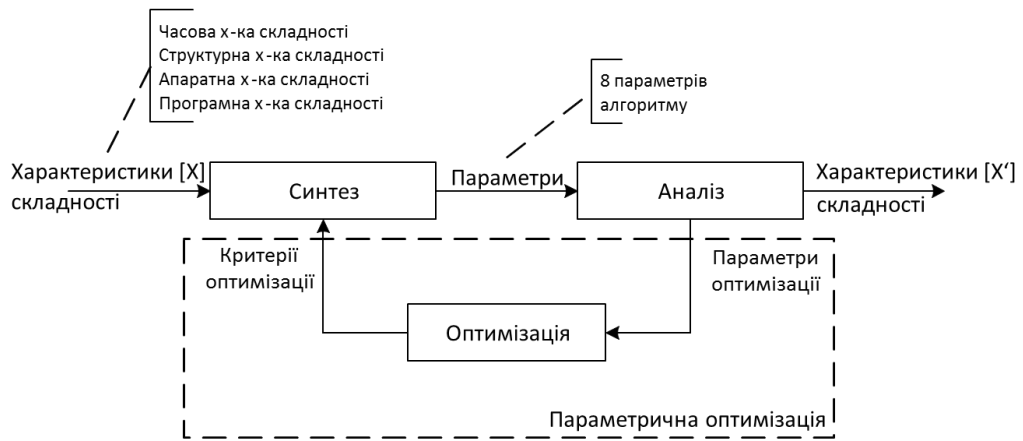 Часова х-ка складності
Структурна х-ка складності
Апаратна х-ка складності
Програмна х-ка складності
8 параметрів
алгоритму
Характеристики [X]
складності
Синтез
Параметри
Аналіз
Характеристики [X‘]
складності
Критерії
оптимізації
Параметри
оптимізації
Оптимізація
Параметрична оптимізація